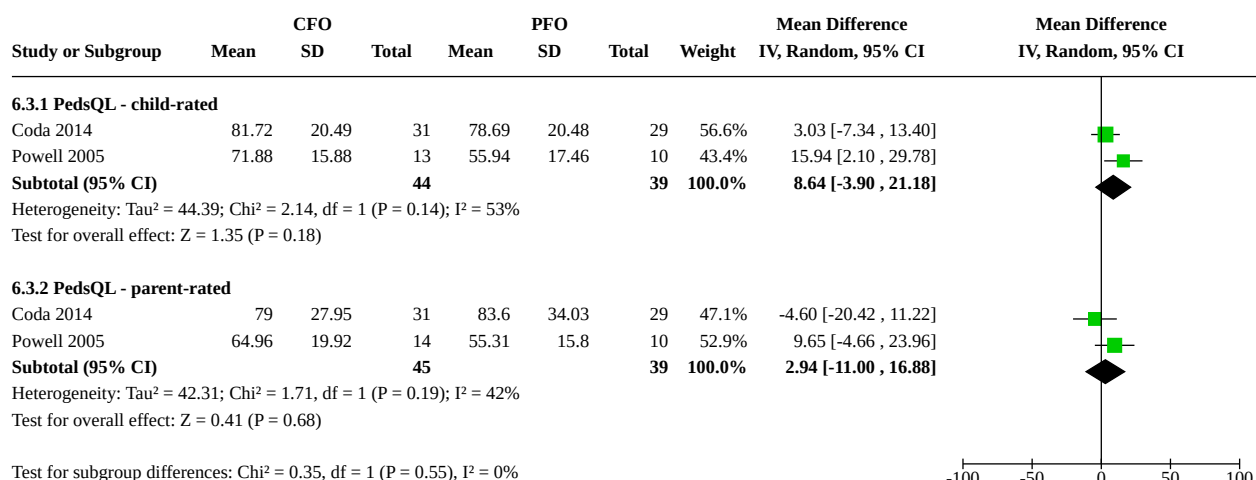 CFO PFO Mean Difference Mean Difference
Study or Subgroup Mean SD Total Mean SD Total Weight IV, Random, 95% CI IV, Random, 95% CI
6.3.1 PedsQL - child-rated
Coda 2014 81.72 20.49 31 78.69 20.48 29 56.6% 3.03 [-7.34 , 13.40]
Powell 2005 71.88 15.88 13 55.94 17.46 10 43.4% 15.94 [2.10 , 29.78]
Subtotal (95% CI) 44 39 100.0% 8.64 [-3.90 , 21.18]
Heterogeneity: Tau² = 44.39; Chi² = 2.14, df = 1 (P = 0.14); I² = 53%
Test for overall effect: Z = 1.35 (P = 0.18)
6.3.2 PedsQL - parent-rated
Coda 2014 79 27.95 31 83.6 34.03 29 47.1% -4.60 [-20.42 , 11.22]
Powell 2005 64.96 19.92 14 55.31 15.8 10 52.9% 9.65 [-4.66 , 23.96]
Subtotal (95% CI) 45 39 100.0% 2.94 [-11.00 , 16.88]
Heterogeneity: Tau² = 42.31; Chi² = 1.71, df = 1 (P = 0.19); I² = 42%
Test for overall effect: Z = 0.41 (P = 0.68)
Test for subgroup differences: Chi² = 0.35, df = 1 (P = 0.55), I² = 0%
-100 -50 0 50 100